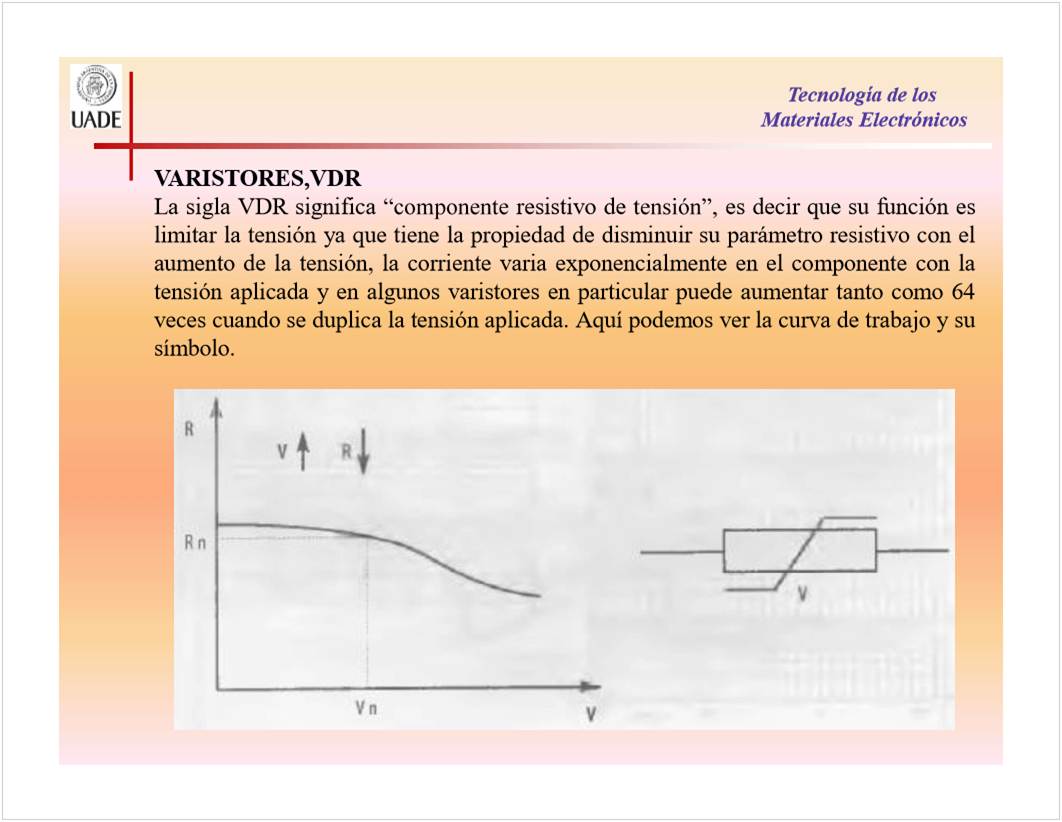 UADE
Tecnología de los
Materiales Electrónicos
VARISTORES,VDR
La sigla VDR significa “componente resistivo de tensión”, es decir que su función es
limitar la tensión ya que tiene la propiedad de disminuir su parámetro resistivo con el
aumento de la tensión, la corriente varia exponencialmente en el componente con la
tensión aplicada y en algunos varistores en particular puede aumentar tanto como 64
veces cuando se duplica la tensión aplicada. Aquí podemos ver la curva de trabajo y su
símbolo.
R
V R
Rn
Vn
V
V